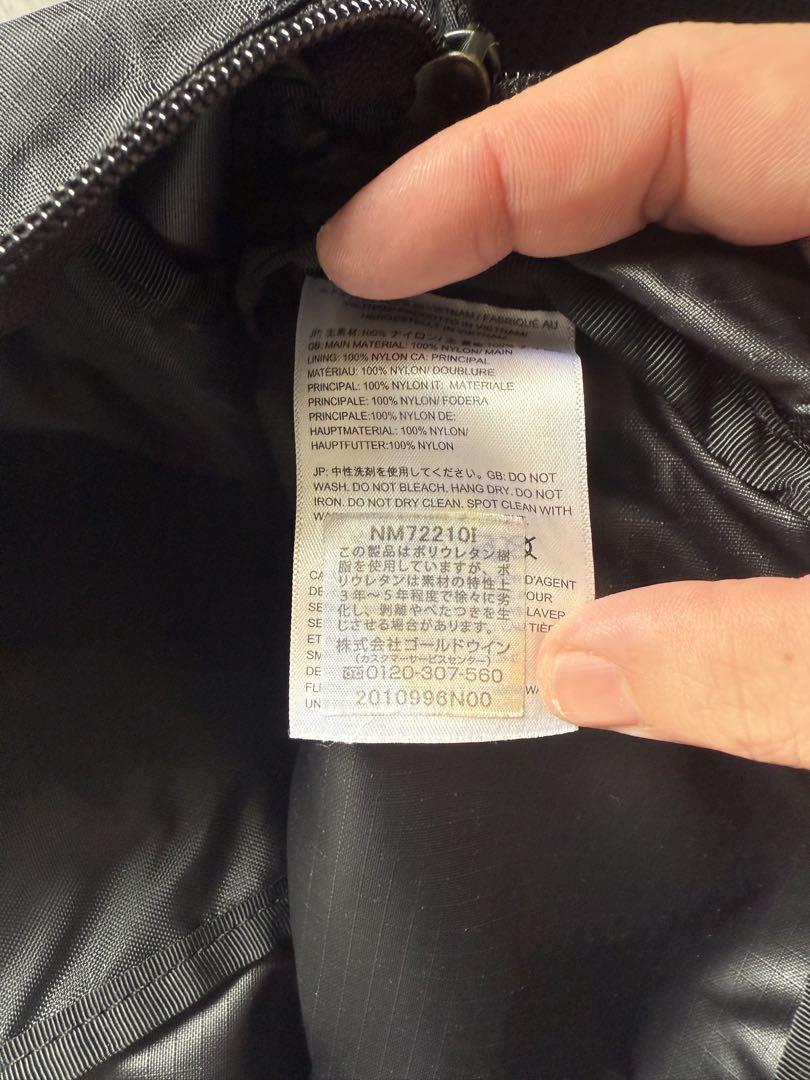 VIETNAM / FABRIQUÉ AU
VIETNAM/
HERGESTELLT IN VIETNAM
JP: 主素材:100% ナイロン/
GB: MAIN MATERIAL: 100% NYLON/ MAIN
LINING: 100% NYLON CA: PRINCIPAL
MATÉRIAU: 100% NYLON/ DOUBLURE
PRINCIPAL: 100% NYLON IT: MATERIALE
PRINCIPALE: 100% NYLON/ FODERA
PRINCIPALE:100% NYLON DE:
HAUPTMATERIAL: 100% NYLON/
HAUPTFUTTER:100% NYLON
JP: 中性洗剤を使用してください。GB: DO NOT
WASH. DO NOT BLEACH. HANG DRY. DO NOT
IRON. DO NOT DRY CLEAN. SPOT CLEAN WITH
NM72210I
この製品はポリウレタン樹
脂を使用していますが、ポ
リウレタンは素材の特性上
3年〜5年程度で徐々に劣
化し、剥離やべたつきを生
じさせる場合があります。
株式会社ゴールドウイン
(カスタマーサービスセンター)
0120-307-560
2010996N00
D'AGENT
LAVER